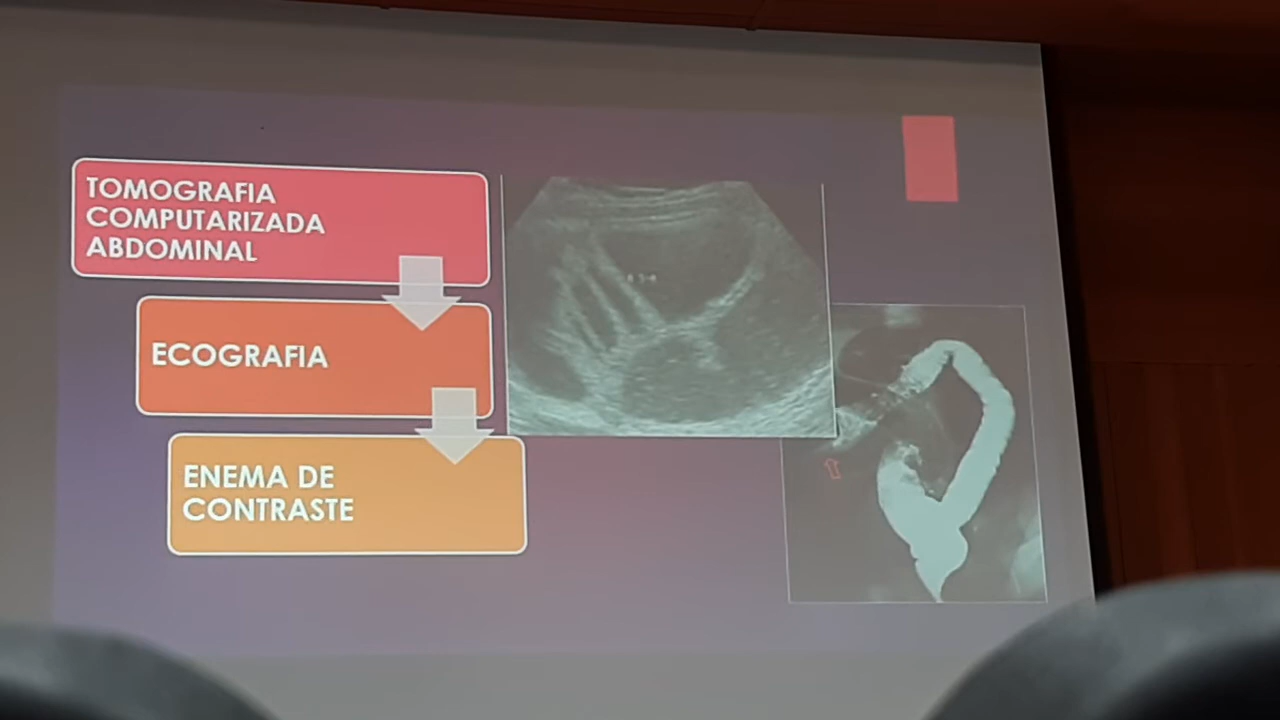 TOMOGRAFIA
COMPUTARIZADA
ABDOMINAL
ECOGRAFIA
ENEMA DE
CONTRASTE